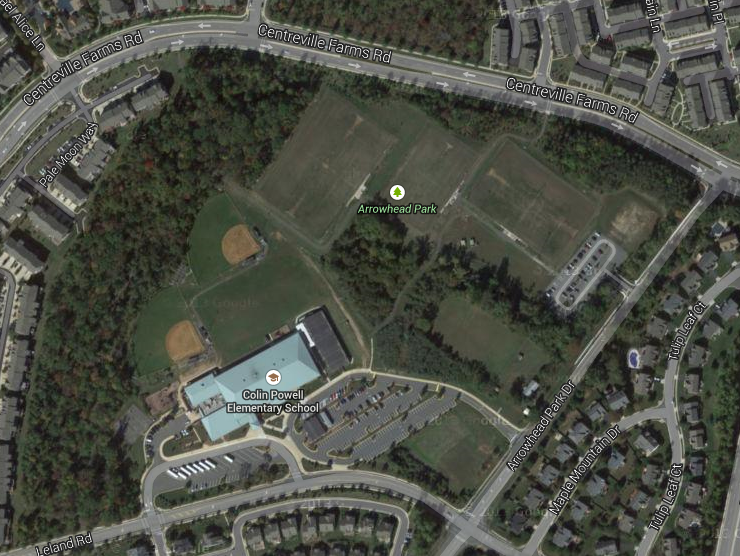 Centreville Farms Rd
Centreville Farms Rd
Centreville Farms Rd
Pale Moon Way
Arrowhead Park
Colin Powell
Elementary School
Arrowhead Park Dr
Maple Mountain Dr
Tulip Leaf Ct
Tulip Leaf Ct
Leland Rd